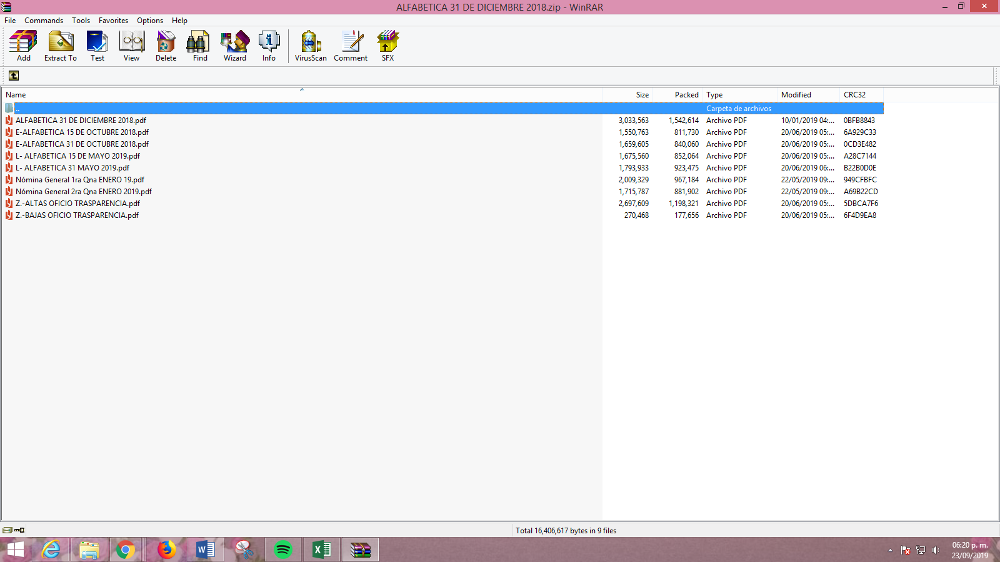 ALFABETICA 31 DE DICIEMBRE 2018.zip - WinRAR
File Commands Tools Favorites Options Help
Add Extract To Test View Delete Find Wizard Info VirusScan Comment SFX
Name Size Packed Type Modified CRC32
.. Carpeta de archivos
ALFABETICA 31 DE DICIEMBRE 2018.pdf 3,033,563 1,542,614 Archivo PDF 10/01/2019 04:... 0BFB8843
E-ALFABETICA 15 DE OCTUBRE 2018.pdf 1,550,763 811,730 Archivo PDF 20/06/2019 05:... 6A929C33
E-ALFABETICA 31 DE OCTUBRE 2018.pdf 1,659,605 840,060 Archivo PDF 20/06/2019 05:... 0CD3E482
L- ALFABETICA 15 DE MAYO 2019.pdf 1,675,560 852,064 Archivo PDF 20/06/2019 05:... A28C7144
L- ALFABETICA 31 MAYO 2019.pdf 1,793,933 923,475 Archivo PDF 20/06/2019 06:... B22B0D0E
Nómina General 1ra Qna ENERO 19.pdf 2,009,329 967,184 Archivo PDF 22/05/2019 09:... 949CFBFC
Nómina General 2ra Qna ENERO 2019.pdf 1,715,787 881,902 Archivo PDF 22/05/2019 09:... A69B22CD
Z.-ALTAS OFICIO TRASPARENCIA.pdf 2,697,609 1,198,321 Archivo PDF 20/06/2019 05:... 5DBCA7F6
Z.-BAJAS OFICIO TRASPARENCIA.pdf 270,468 177,656 Archivo PDF 20/06/2019 05:... 6F4D9EA8
Total 16,406,617 bytes in 9 files
06:20 p. m.
23/09/2019